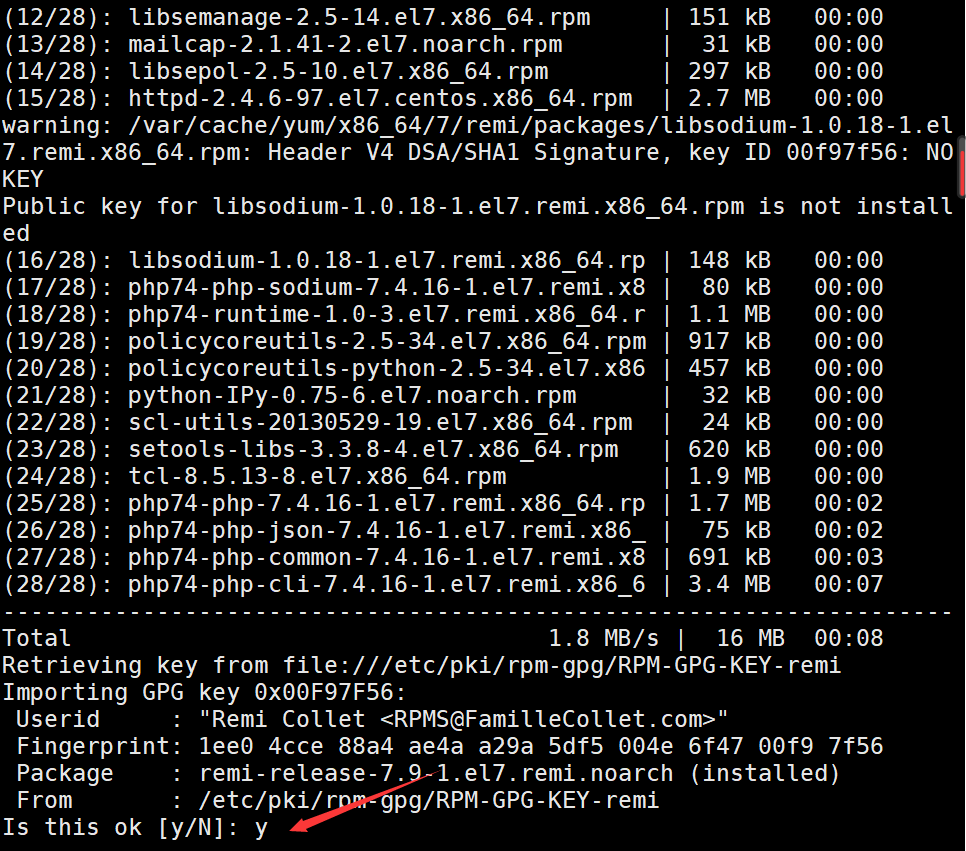 (12/28): libsemanage-2.5-14.el7.x86_64.rpm | 151 kB 00:00
(13/28): mailcap-2.1.41-2.el7.noarch.rpm | 31 kB 00:00
(14/28): libsepol-2.5-10.el7.x86_64.rpm | 297 kB 00:00
(15/28): httpd-2.4.6-97.el7.centos.x86_64.rpm | 2.7 MB 00:00
warning: /var/cache/yum/x86_64/7/remi/packages/libsodium-1.0.18-1.el
7.remi.x86_64.rpm: Header V4 DSA/SHA1 Signature, key ID 00f97f56: NO
KEY
Public key for libsodium-1.0.18-1.el7.remi.x86_64.rpm is not install
ed
(16/28): libsodium-1.0.18-1.el7.remi.x86_64.rp | 148 kB 00:00
(17/28): php74-php-sodium-7.4.16-1.el7.remi.x8 | 80 kB 00:00
(18/28): php74-runtime-1.0-3.el7.remi.x86_64.r | 1.1 MB 00:00
(19/28): policycoreutils-2.5-34.el7.x86_64.rpm | 917 kB 00:00
(20/28): policycoreutils-python-2.5-34.el7.x86 | 457 kB 00:00
(21/28): python-IPy-0.75-6.el7.noarch.rpm | 32 kB 00:00
(22/28): scl-utils-20130529-19.el7.x86_64.rpm | 24 kB 00:00
(23/28): setools-libs-3.3.8-4.el7.x86_64.rpm | 620 kB 00:00
(24/28): tcl-8.5.13-8.el7.x86_64.rpm | 1.9 MB 00:00
(25/28): php74-php-7.4.16-1.el7.remi.x86_64.rp | 1.7 MB 00:02
(26/28): php74-php-json-7.4.16-1.el7.remi.x86_ | 75 kB 00:02
(27/28): php74-php-common-7.4.16-1.el7.remi.x8 | 691 kB 00:03
(28/28): php74-php-cli-7.4.16-1.el7.remi.x86_6 | 3.4 MB 00:07
--------------------------------------------------------------------
Total 1.8 MB/s | 16 MB 00:08
Retrieving key from file:///etc/pki/rpm-gpg/RPM-GPG-KEY-remi
Importing GPG key 0x00F97F56:
Userid : "Remi Collet <RPMS@FamilleCollet.com>"
Fingerprint: 1ee0 4cce 88a4 ae4a a29a 5df5 004e 6f47 00f9 7f56
Package : remi-release-7.9-1.el7.remi.noarch (installed)
From : /etc/pki/rpm-gpg/RPM-GPG-KEY-remi
Is this ok [y/N]: y